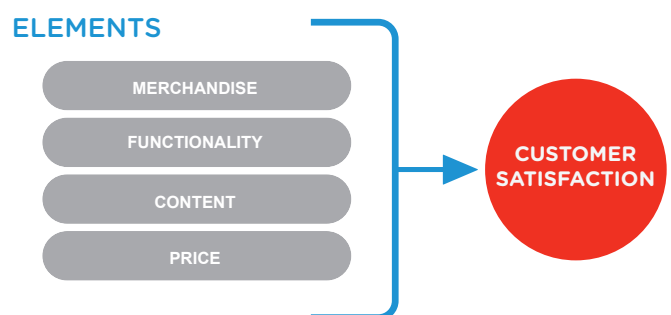 ELEMENTS
MERCHANDISE
FUNCTIONALITY
CONTENT
PRICE
CUSTOMER
SATISFACTION